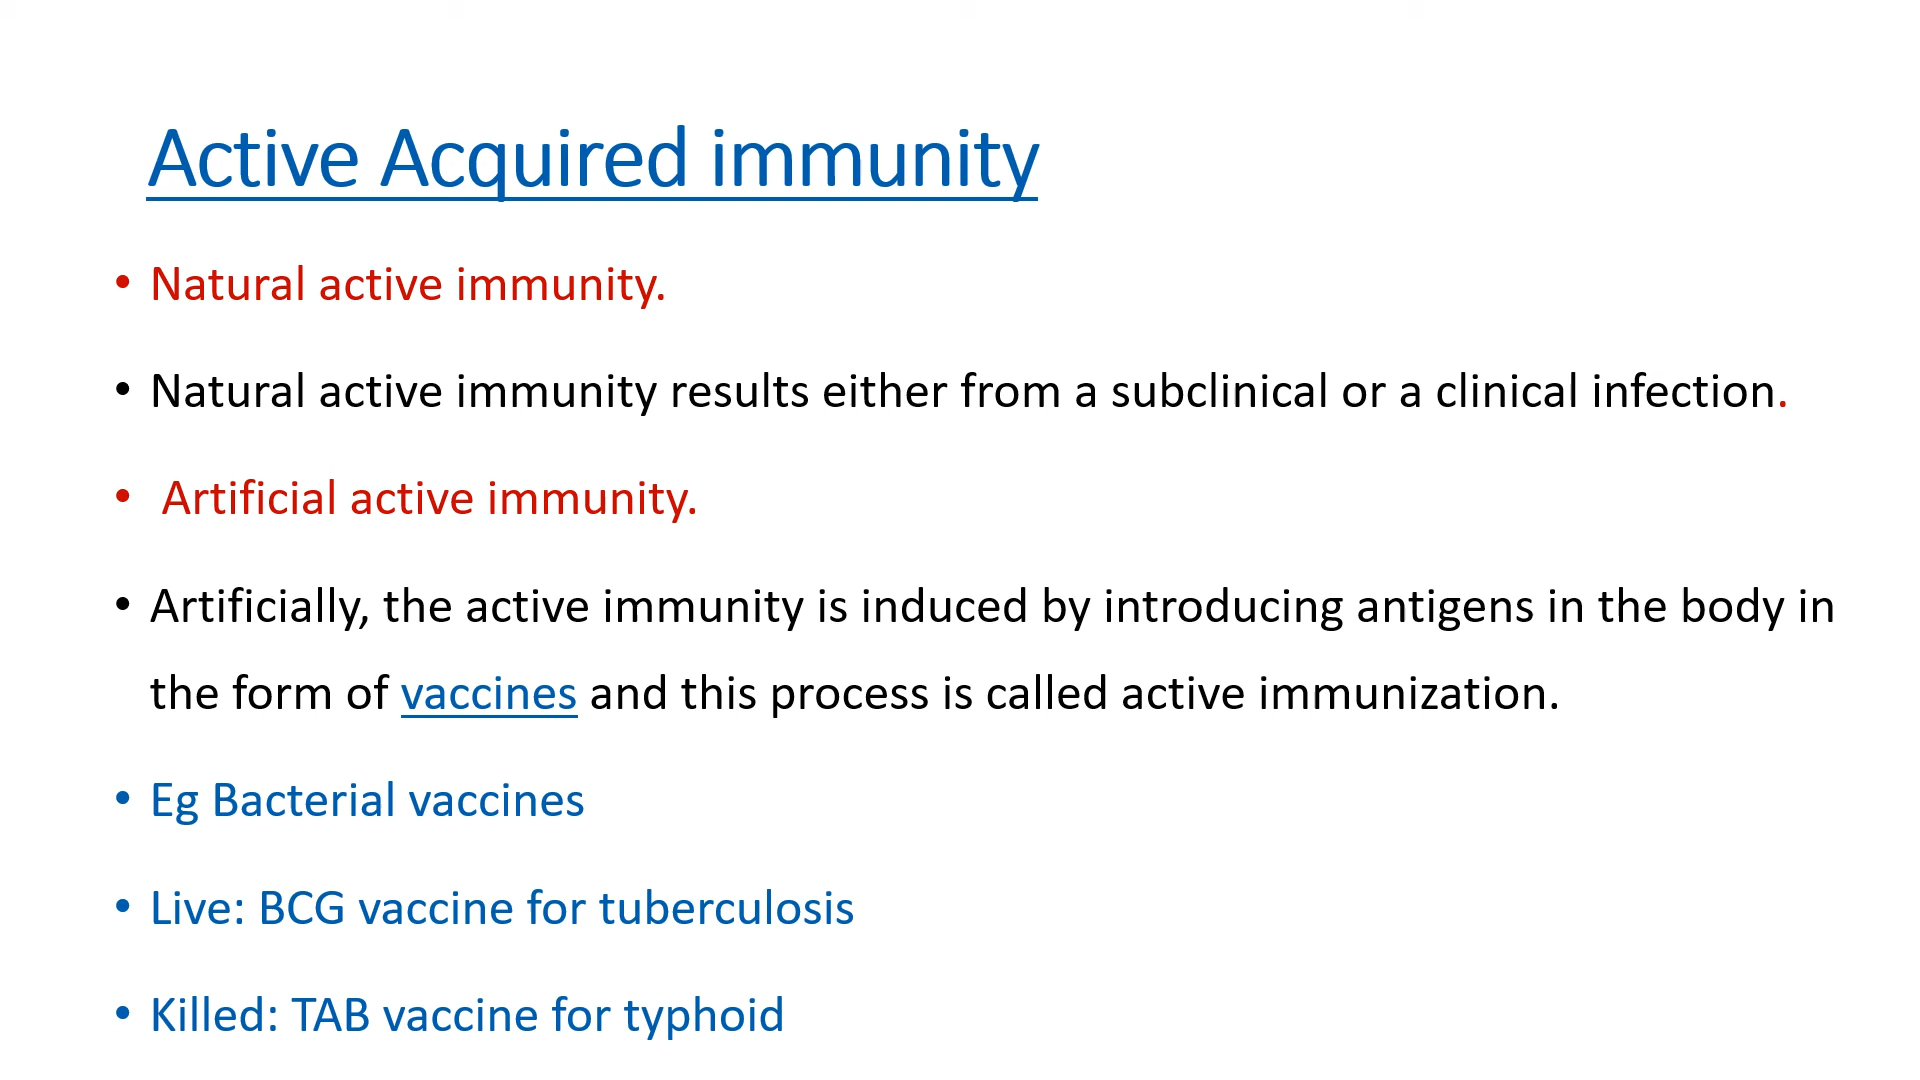 Active Acquired immunity
• Natural active immunity.
• Natural active immunity results either from a subclinical or a clinical infection.
• Artificial active immunity.
• Artificially, the active immunity is induced by introducing antigens in the body in
the form of vaccines and this process is called active immunization.
• Eg Bacterial vaccines
• Live: BCG vaccine for tuberculosis
• Killed: TAB vaccine for typhoid